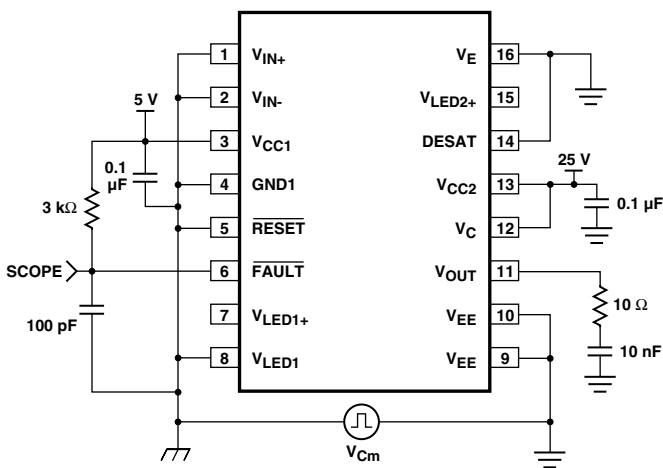 1 V_IN+ V_E 16
2 V_IN- V_LED2+ 15
5 V
3 V_CC1 DESAT 14
0.1 µF
25 V
4 GND1 V_CC2 13
0.1 µF
3 kΩ
5 RESET V_C 12
SCOPE
6 FAULT V_OUT 11
10 Ω
100 pF
7 V_LED1+ V_EE 10
10 nF
8 V_LED1 V_EE 9
V_Cm